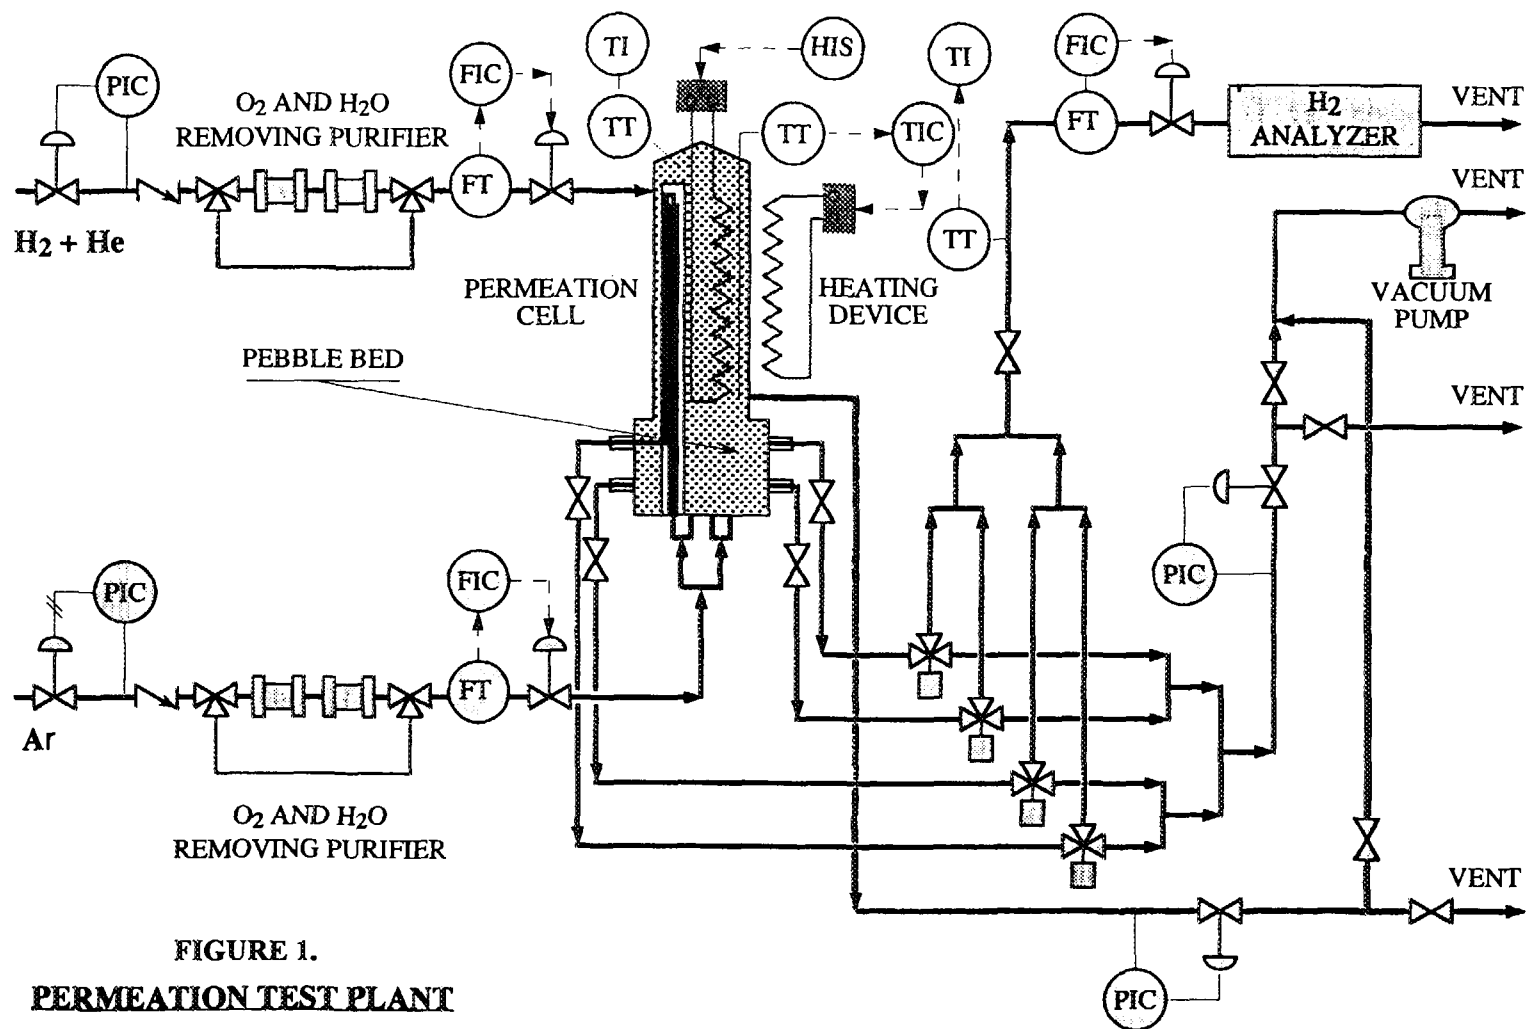 TI
HIS
TI
FIC
PIC
FIC
O2 AND H2O
REMOVING PURIFIER
TT
TT
TIC
FT
H2
ANALYZER
VENT
FT
VENT
H2 + He
TT
PERMEATION
CELL
HEATING
DEVICE
VACUUM
PUMP
PEBBLE BED
VENT
PIC
FIC
PIC
FT
Ar
O2 AND H2O
REMOVING PURIFIER
VENT
FIGURE 1.
PERMEATION TEST PLANT
PIC